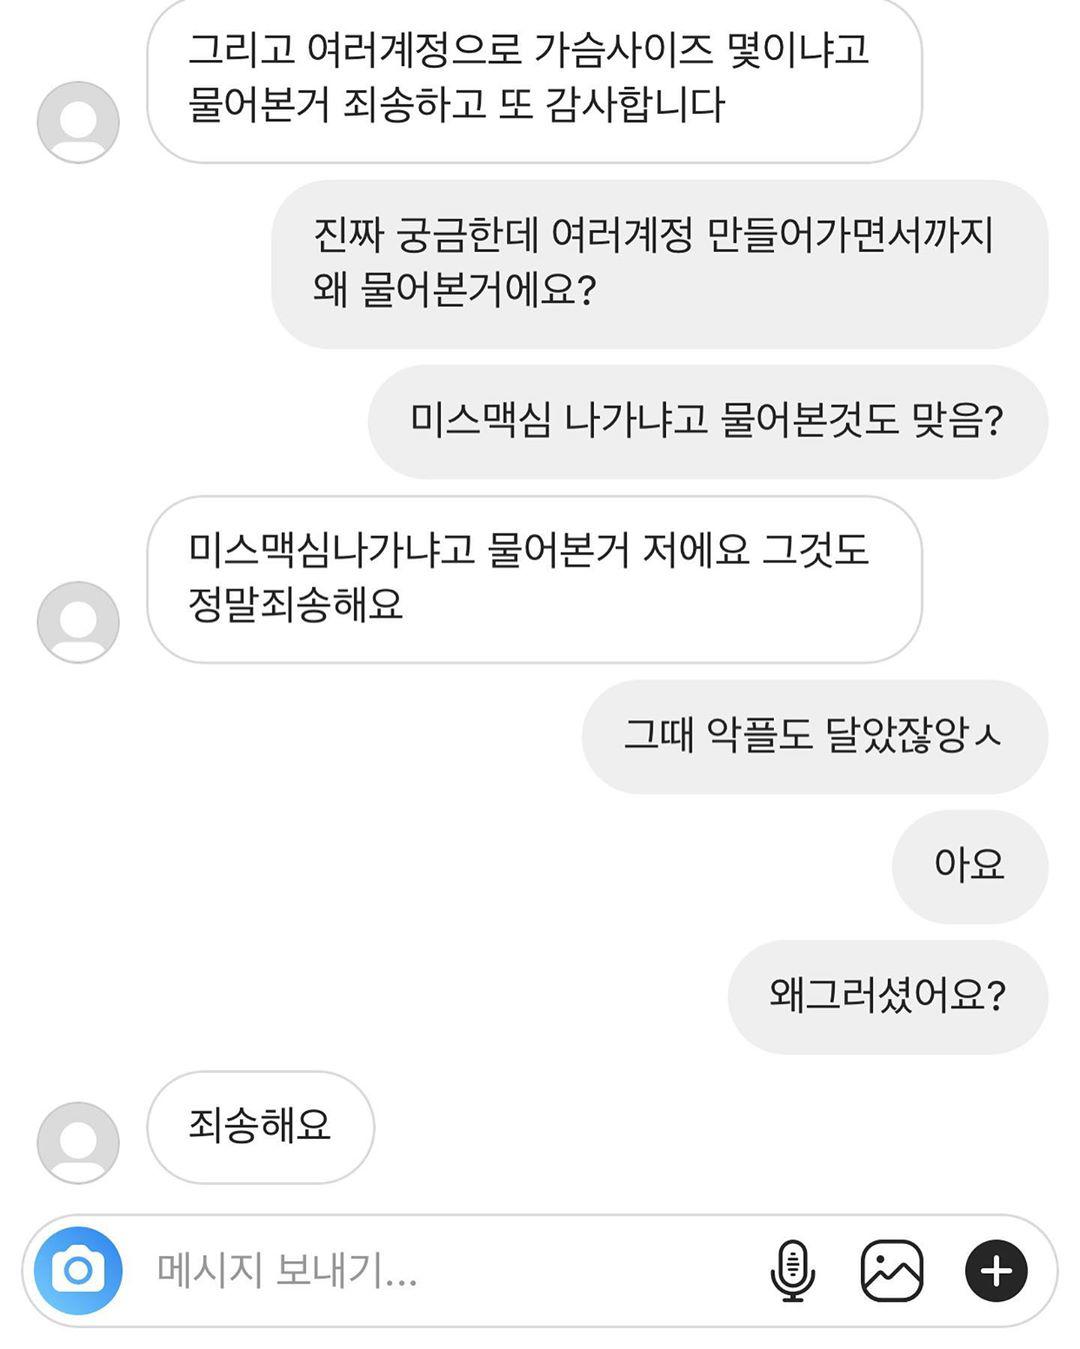 그리고 여러계정으로 가슴사이즈 몇이냐고
물어본거 죄송하고 또 감사합니다
진짜 궁금한데 여러계정 만들어가면서까지
왜 물어본거에요?
미스맥심 나가냐고 물어본것도 맞음?
미스맥심나가냐고 물어본거 저에요 그것도
정말죄송해요
그때 악플도 달았잖앙ㅅ
아요
왜그러셨어요?
죄송해요
메시지 보내기...